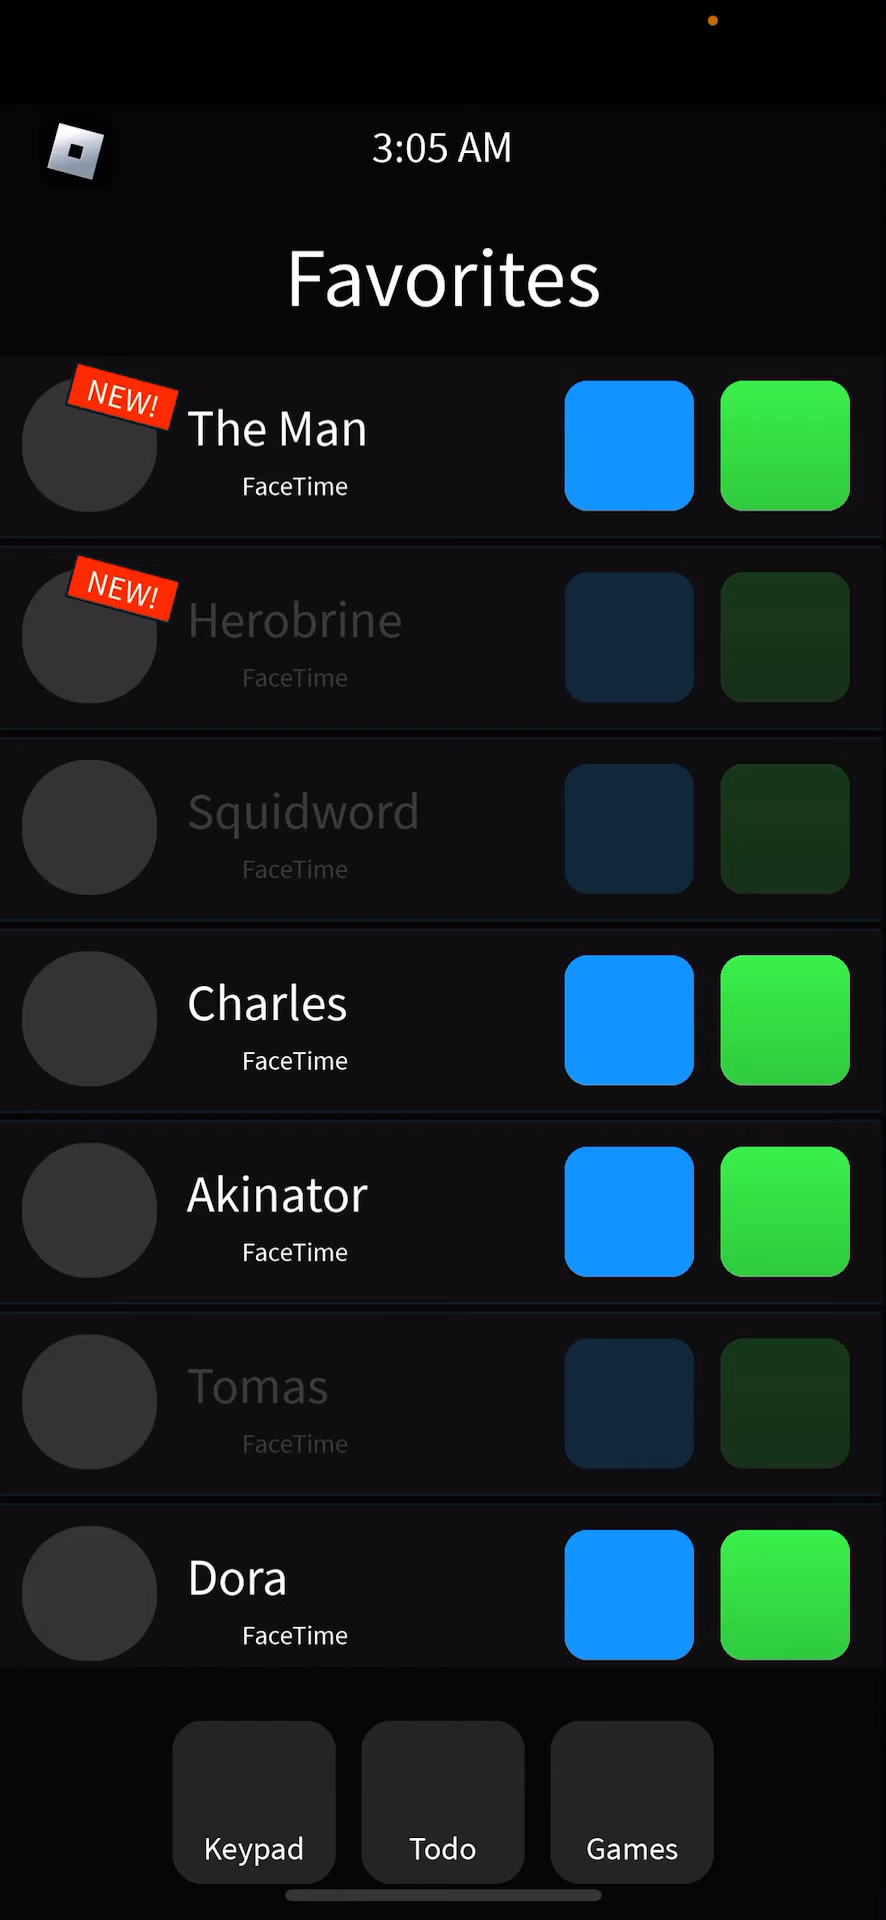 3:05 AM
Favorites
NEW!
The Man
FaceTime
NEW!
Herobrine
FaceTime
Squidword
FaceTime
Charles
FaceTime
Akinator
FaceTime
Tomas
FaceTime
Dora
FaceTime
Keypad
Todo
Games